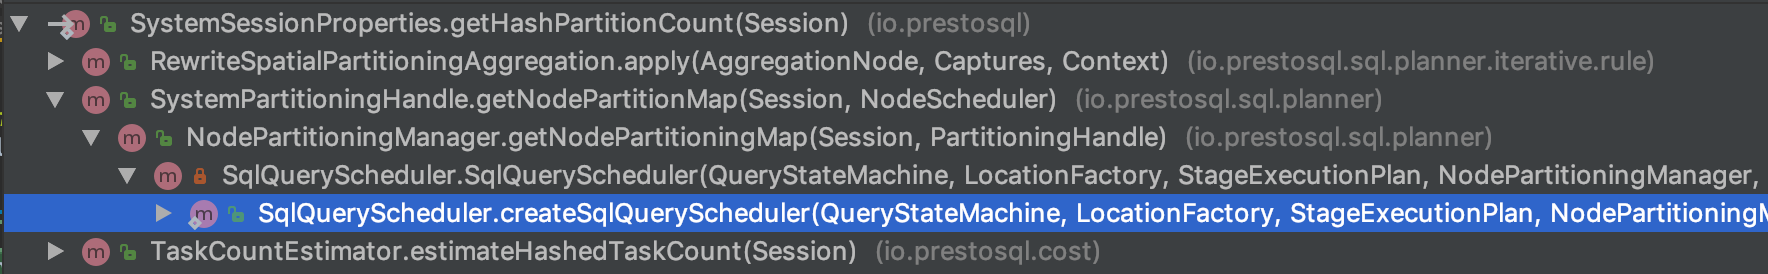 SystemSessionProperties.getHashPartitionCount(Session) (io.prestosql)
RewriteSpatialPartitioningAggregation.apply(AggregationNode, Captures, Context) (io.prestosql.sql.planner.iterative.rule)
SystemPartitioningHandle.getNodePartitionMap(Session, NodeScheduler) (io.prestosql.sql.planner)
NodePartitioningManager.getNodePartitioningMap(Session, PartitioningHandle) (io.prestosql.sql.planner)
SqlQueryScheduler.SqlQueryScheduler(QueryStateMachine, LocationFactory, StageExecutionPlan, NodePartitioningManager,
SqlQueryScheduler.createSqlQueryScheduler(QueryStateMachine, LocationFactory, StageExecutionPlan, NodePartitioningM
TaskCountEstimator.estimateHashedTaskCount(Session) (io.prestosql.cost)